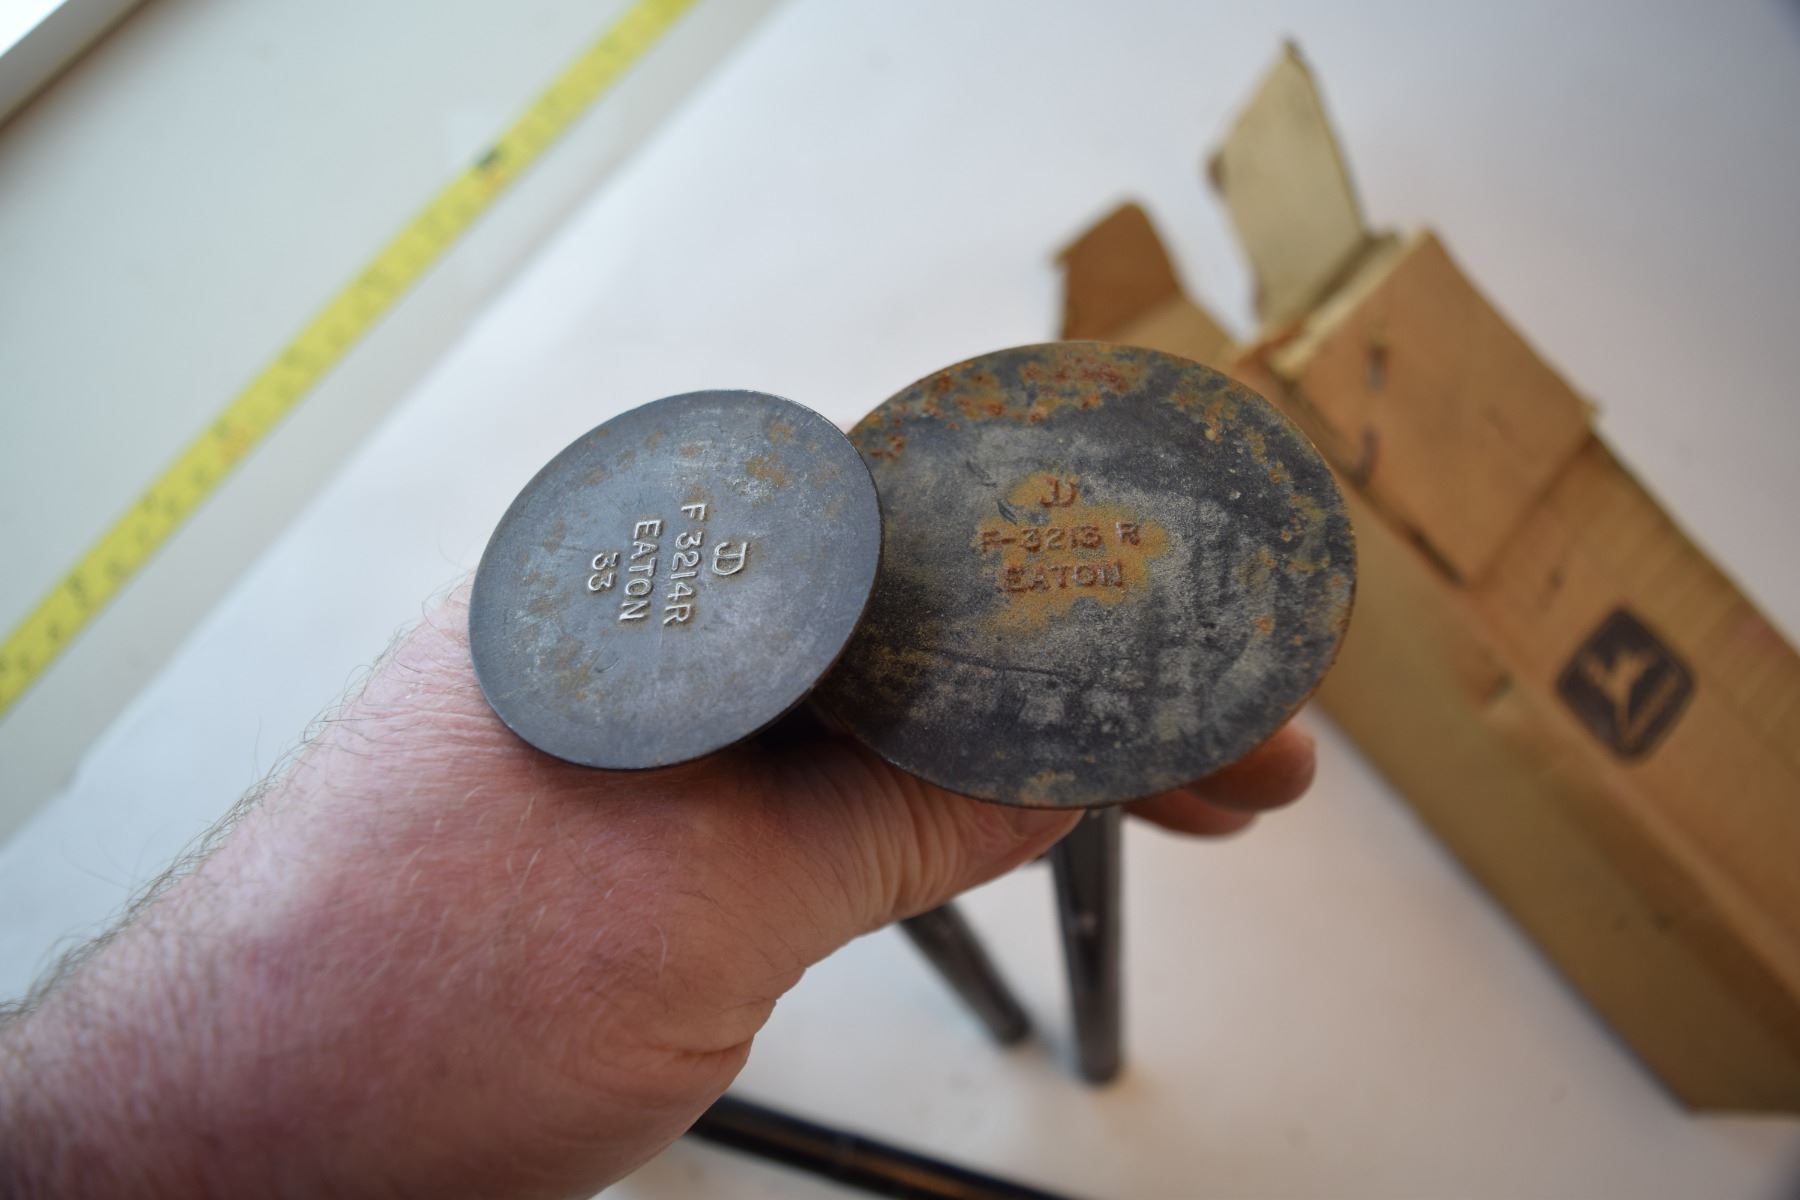 JD
F 3214R
EATON
33
JD
F-3213 R
EATON